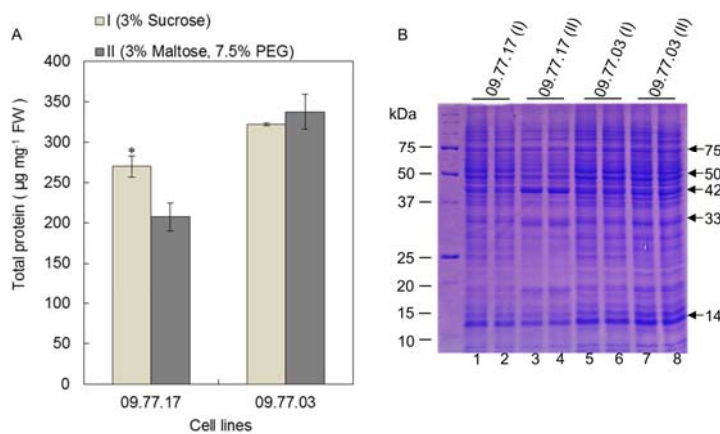 A
I (3% Sucrose)
II (3% Maltose, 7.5% PEG)
Total protein ( µg mg⁻¹ FW)
400
350
300
250
200
150
100
50
0
*
09.77.17
09.77.03
Cell lines
B
09.77.17 (I)
09.77.17 (II)
09.77.03 (I)
09.77.03 (II)
kDa
75
50
37
25
20
15
10
75
50
42
33
14
1 2 3 4 5 6 7 8